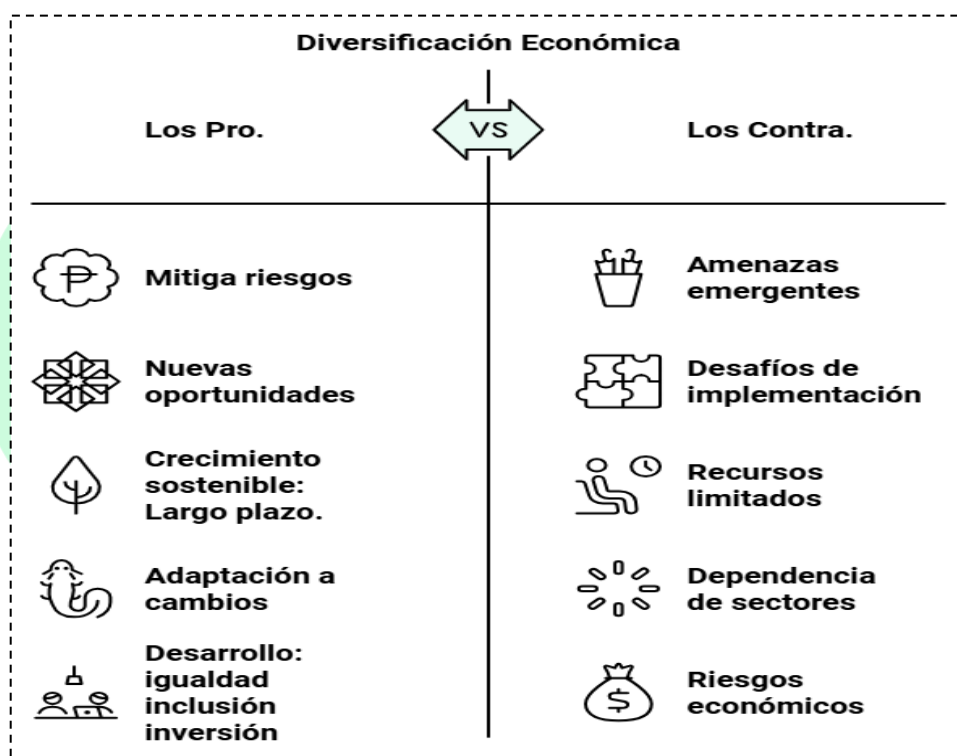 Diversificación Económica
Los Pro.
VS
Los Contra.
Mitiga riesgos
Nuevas
oportunidades
Crecimiento
sostenible:
Largo plazo.
Adaptación a
cambios
Desarrollo:
igualdad
inclusión
inversión
Amenazas
emergentes
Desafíos de
implementación
Recursos
limitados
Dependencia
de sectores
Riesgos
económicos
$